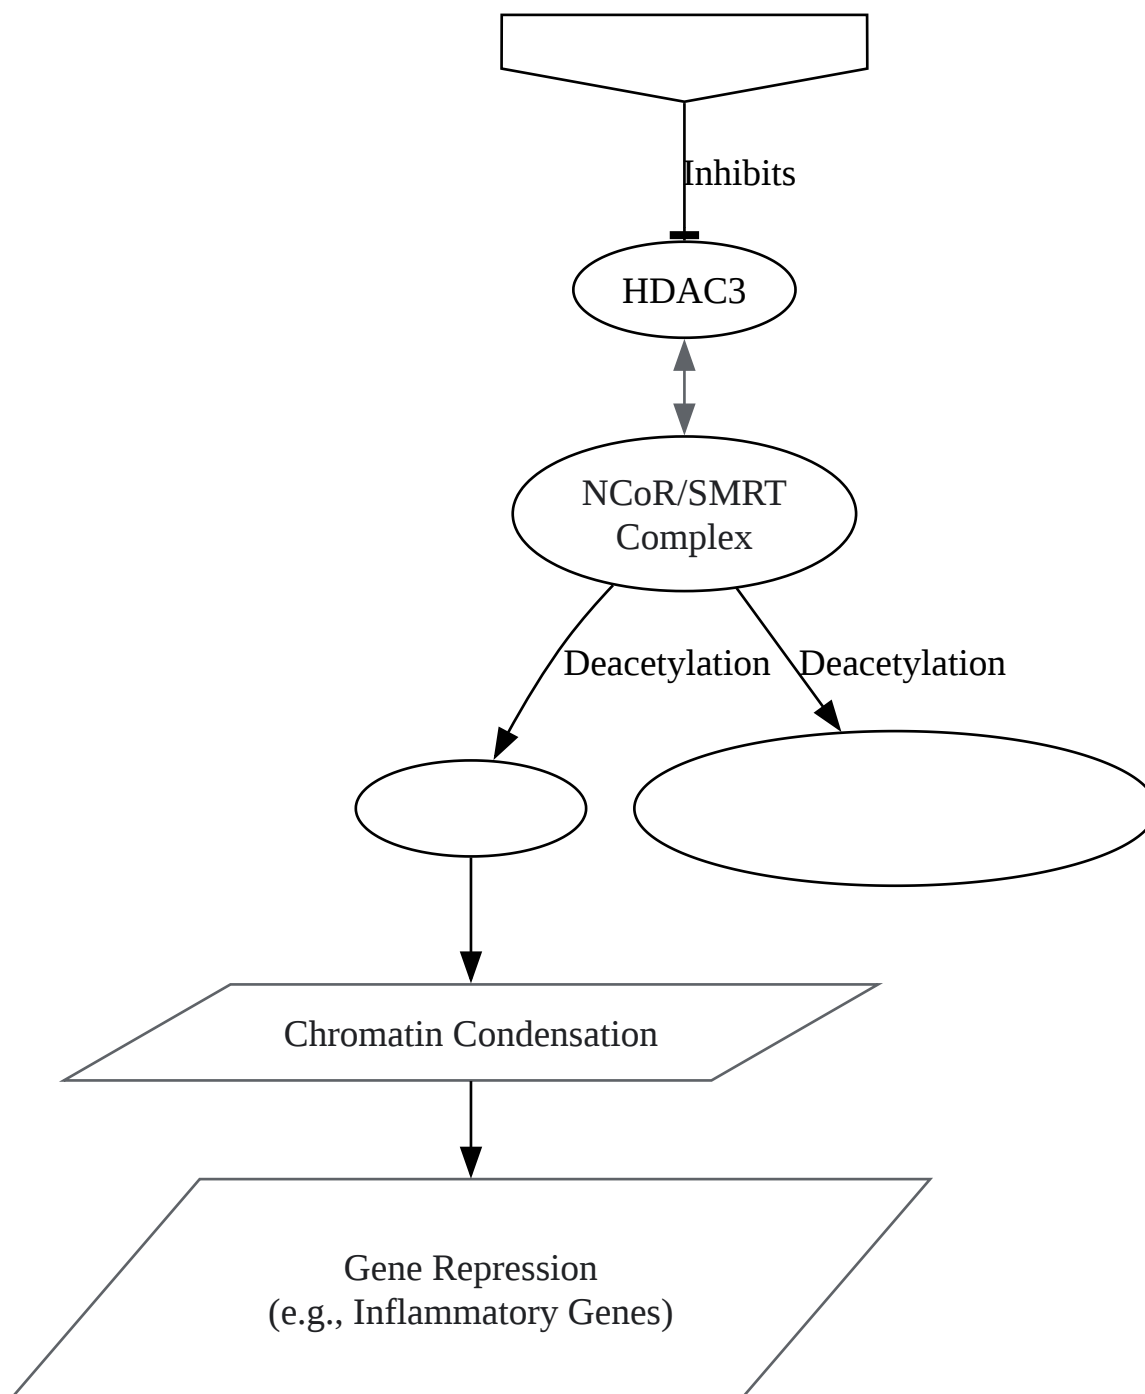 Inhibits
HDAC3
NCoR/SMRT
Complex
Deacetylation
Deacetylation
Chromatin Condensation
Gene Repression
(e.g., Inflammatory Genes)